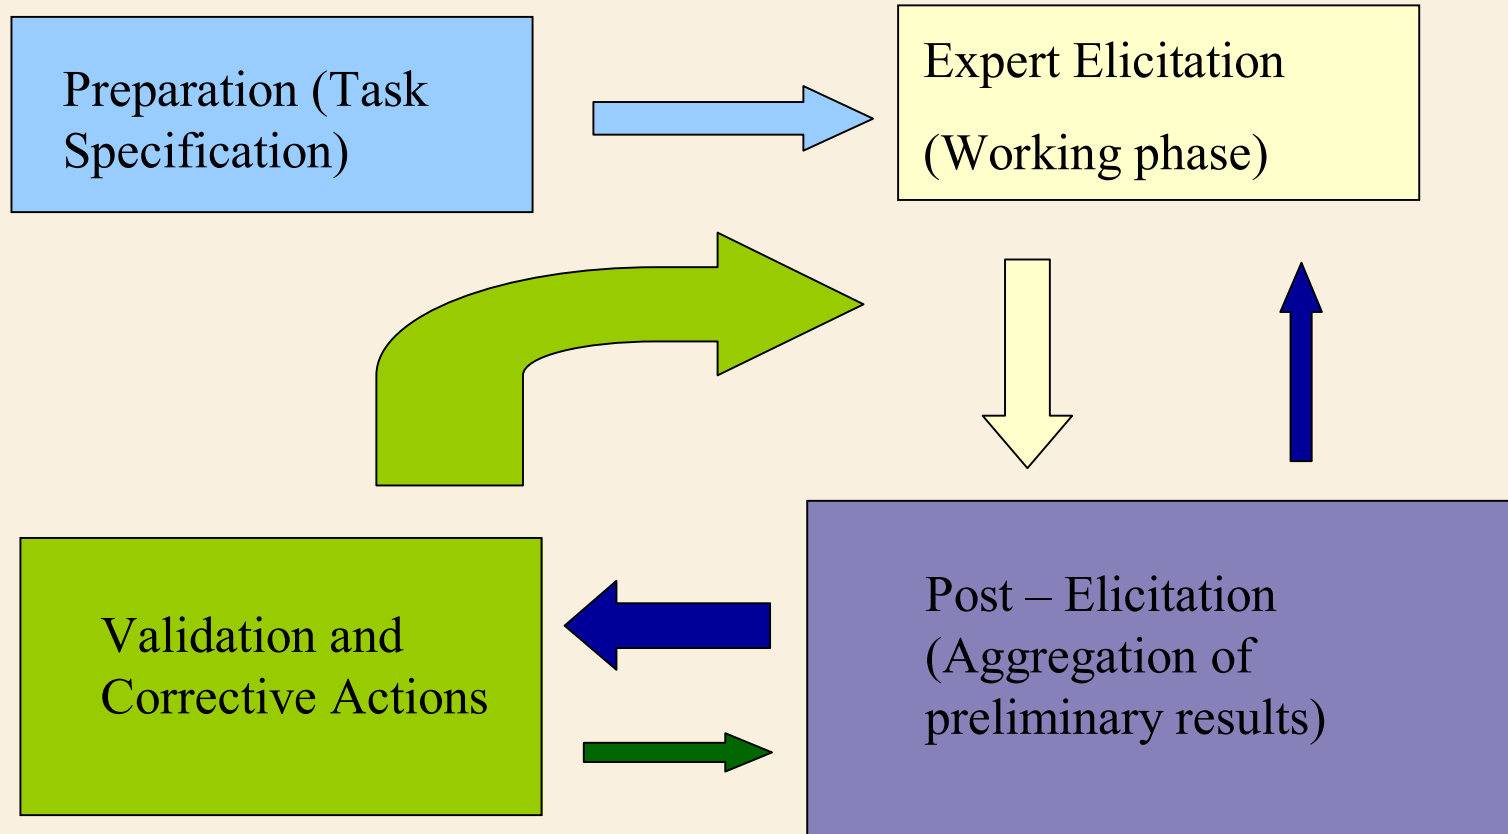 Preparation (Task
Specification)
Expert Elicitation
(Working phase)
Validation and
Corrective Actions
Post – Elicitation
(Aggregation of
preliminary results)